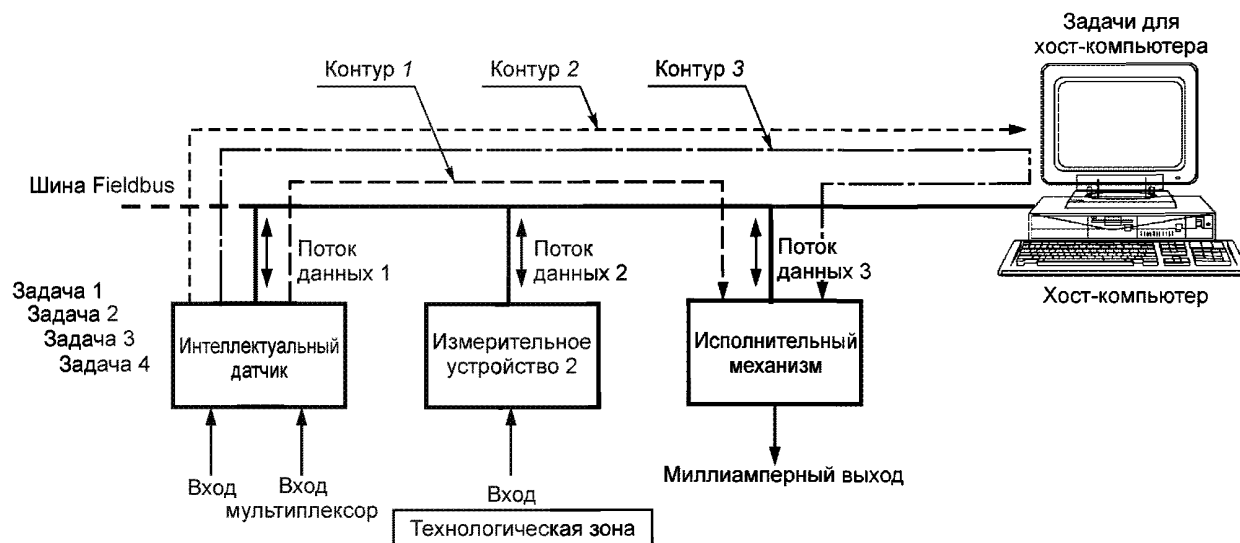 Задачи для
хост-компьютера
Контур 1
Контур 2
Контур 3
Шина Fieldbus
Поток
данных 1
Поток
данных 2
Поток
данных 3
Задача 1
Задача 2
Задача 3
Задача 4
Интеллектуальный
датчик
Измерительное
устройство 2
Исполнительный
механизм
Хост-компьютер
Вход
Вход
мультиплексор
Вход
Миллиамперный выход
Технологическая зона